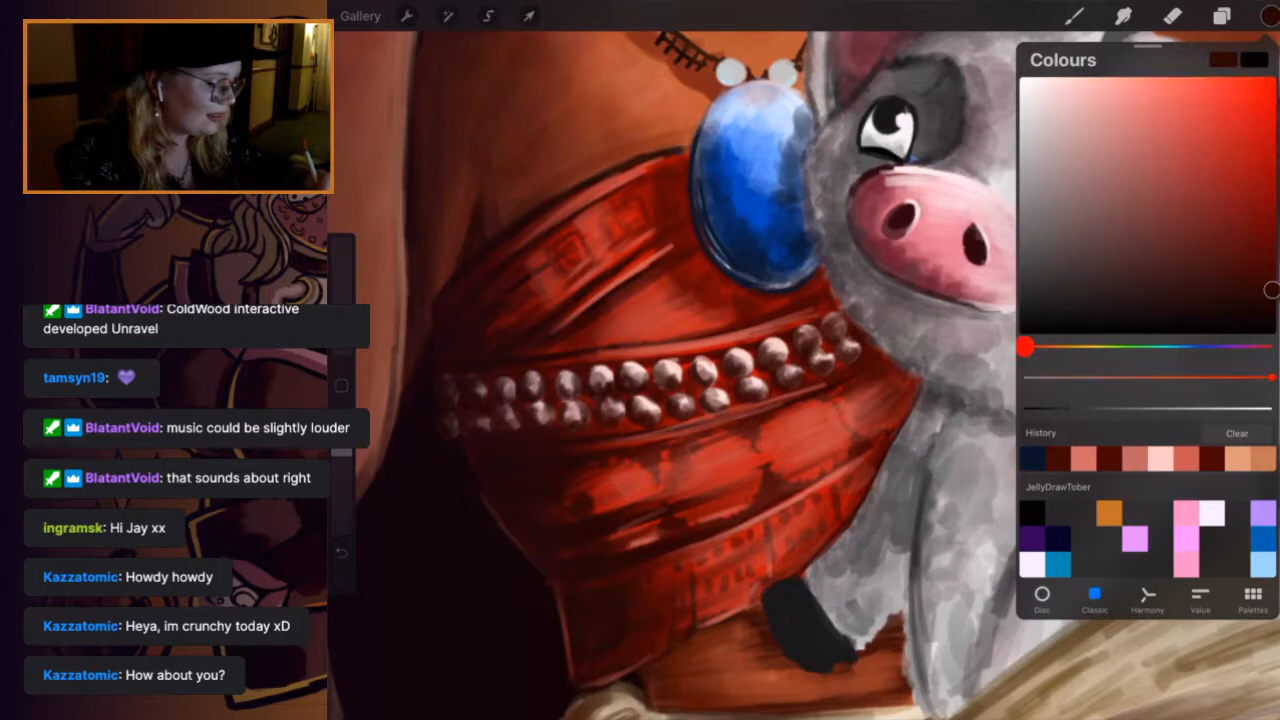 Gallery
BlatantVoid: ColdWood interactive
developed Unravel
tamsyn19:
BlatantVoid: music could be slightly louder
BlatantVoid: that sounds about right
ingramsk: Hi Jay xx
Kazzatomic: Howdy howdy
Kazzatomic: Heya, im crunchy today xD
Kazzatomic: How about you?
Colours
History
Clear
JellyDrawTober
Disc
Classic
Harmony
Value
Palettes